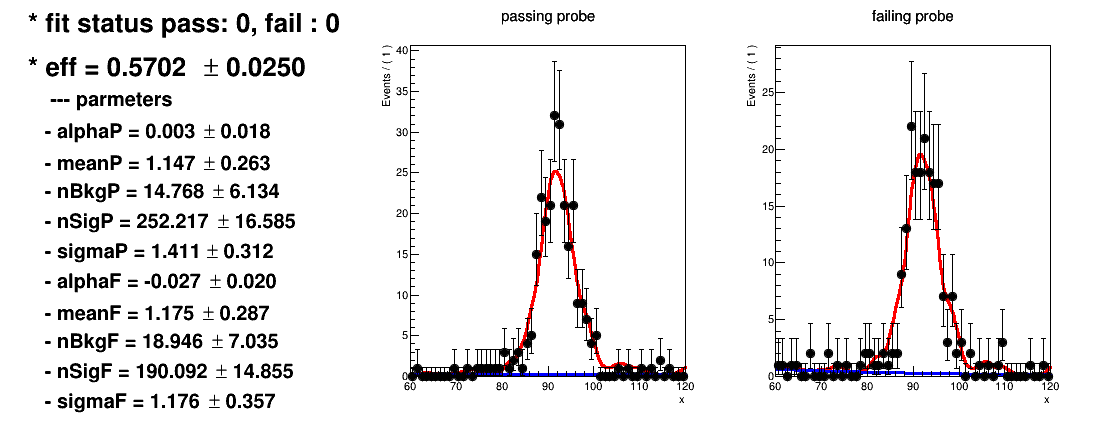 * fit status pass: 0, fail : 0
* eff = 0.5702 ± 0.0250
--- parmeters
- alphaP = 0.003 ± 0.018
- meanP = 1.147 ± 0.263
- nBkgP = 14.768 ± 6.134
- nSigP = 252.217 ± 16.585
- sigmaP = 1.411 ± 0.312
- alphaF = -0.027 ± 0.020
- meanF = 1.175 ± 0.287
- nBkgF = 18.946 ± 7.035
- nSigF = 190.092 ± 14.855
- sigmaF = 1.176 ± 0.357
passing probe
Events / ( 1 )
40
35
30
25
20
15
10
5
0
60 70 80 90 100 110 120
x
failing probe
Events / ( 1 )
25
20
15
10
5
0
60 70 80 90 100 110 120
x